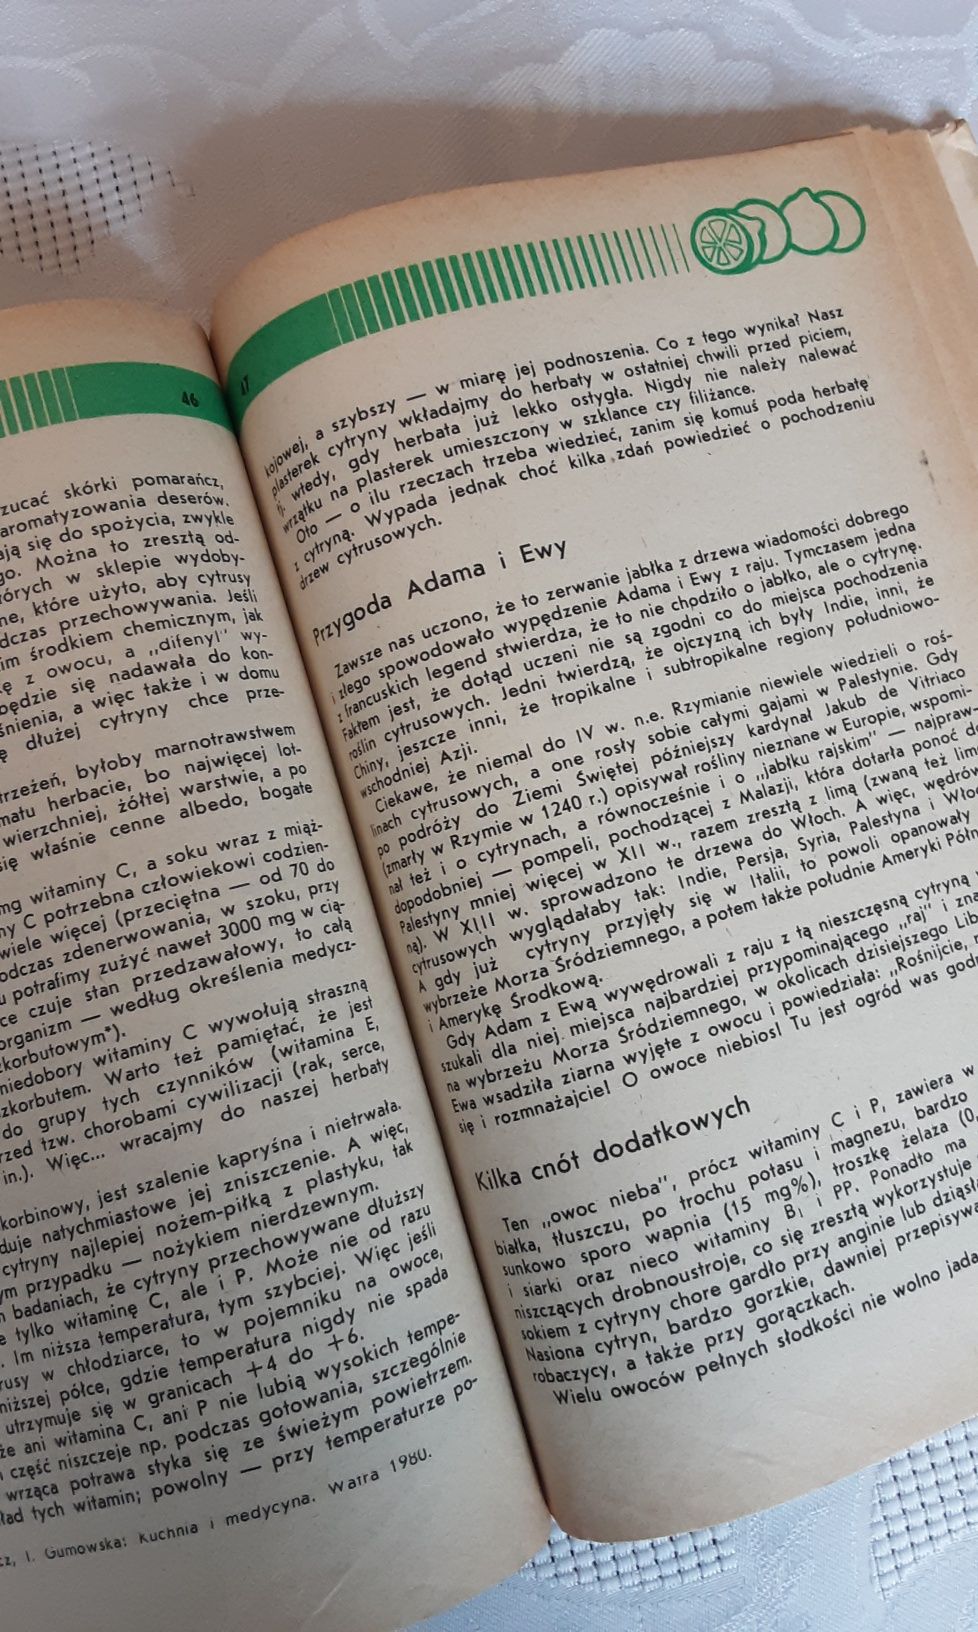 46
zucać skórki pomarańcz,
aromatyzowania deserów.
ają się do spożycia, zwykle
go. Można to zresztą od-
tórych w sklepie wydoby-
ne, które użyto, aby cytrusy
dczas przechowywania. Jeśli
im środkiem chemicznym, jak
kę z owocu, a „difenyl" wy-
będzie się nadawała do kon-
śnienia, a więc także i w domu
ę dłużej cytryny chce prze-
trzeżeń, byłoby marnotrawstwem
matu herbacie, bo najwięcej lot-
wierzchniej, żółtej warstwie, a po
się właśnie cenne albedo, bogate
mg witaminy C, a soku wraz z miąż-
ny C potrzebna człowiekowi codzien-
wiele więcej (przeciętna — od 70 do
odczas zdenerwowania, w szoku, przy
u potrafimy zużyć nawet 3000 mg w cią-
ce czuje stan przedzawałowy, to całą
organizm — według określenia medycz-
zkorbutowym*).
niedobory witaminy C wywołują straszną
zkorbutem. Warto też pamiętać, że jest
do grupy tych czynników (witamina E,
rzed tzw. chorobami cywilizacji (rak, serce,
in.). Więc... wracajmy do naszej herbaty
korbinowy, jest szalenie kapryśna i nietrwała.
duje natychmiastowe jej zniszczenie. A więc,
cytryny najlepiej nożem-piłką z plastyku, tak
ym przypadku — nożykiem nierdzewnym.
h badaniach, że cytryny przechowywane dłuższy
e tylko witaminę C, ale i P. Może nie od razu
. Im niższa temperatura, tym szybciej. Więc jeśli
rusy w chłodziarce, to w pojemniku na owoce,
niższej półce, gdzie temperatura nigdy nie spada
utrzymuje się w granicach +4 do +6.
że ani witamina C, ani P nie lubią wysokich tempe-
część niszczeje np. podczas gotowania, szczególnie
wrząca potrawa styka się ze świeżym powietrzem.
ład tych witamin; powolny — przy temperaturze po-
cz, I. Gumowska: Kuchnia i medycyna. Watra 1980.
47
kojowej, a szybszy — w miarę jej podnoszenia. Co z tego wynika? Nasz
plasterek cytryny wkładajmy do herbaty w ostatniej chwili przed piciem,
tj. wtedy, gdy herbata już lekko ostygła. Nigdy nie należy nalewać
wrzątku na plasterek umieszczony w szklance czy filiżance.
Oto — o ilu rzeczach trzeba wiedzieć, zanim się komuś poda herbatę
z cytryną. Wypada jednak choć kilka zdań powiedzieć o pochodzeniu
drzew cytrusowych.
Przygoda Adama i Ewy
Zawsze nas uczono, że to zerwanie jabłka z drzewa wiadomości dobrego
i złego spowodowało wypędzenie Adama i Ewy z raju. Tymczasem jedna
z francuskich legend stwierdza, że to nie chodziło o jabłko, ale o cytrynę.
Faktem jest, że dotąd uczeni nie są zgodni co do miejsca pochodzenia
roślin cytrusowych. Jedni twierdzą, że ojczyzną ich były Indie, inni, że
Chiny, jeszcze inni, że tropikalne i subtropikalne regiony południowo-
wschodniej Azji.
Ciekawe, że niemal do IV w. n.e. Rzymianie niewiele wiedzieli o roś-
linach cytrusowych, a one rosły sobie całymi gajami w Palestynie. Gdy
po podróży do Ziemi Świętej późniejszy kardynał Jakub de Vitriaco
(zmarły w Rzymie w 1240 r.) opisywał rośliny nieznane w Europie, wspomi-
nał też i o cytrynach, a równocześnie i o „jabłku rajskim" — najpraw-
dopodobniej — pompeli, pochodzącej z Malazji, która dotarła ponoć do
Palestyny mniej więcej w XII w., razem zresztą z limą (zwaną też lime
ną). W XIII w. sprowadzono te drzewa do Włoch. A więc, wędrów
cytrusowych wyglądałaby tak: Indie, Persja, Syria, Palestyna i Włoc
A gdy już cytryny przyjęły się w Italii, to powoli opanowały
wybrzeże Morza Śródziemnego, a potem także południe Ameryki Półn
i Amerykę Środkową.
Gdy Adam z Ewą wywędrowali z raju z tą nieszczęsną cytryną
szukali dla niej miejsca najbardziej przypominającego „raj" i zna
na wybrzeżu Morza Śródziemnego, w okolicach dzisiejszego Lib
Ewa wsadziła ziarna wyjęte z owocu i powiedziała: „Rośnijcie,
się i rozmnażajcie! O owoce niebios! Tu jest ogród was god
Kilka cnót dodatkowych
Ten „owoc nieba", prócz witaminy C i P, zawiera w
białka, tłuszczu, po trochu potasu i magnezu, bardzo
sunkowo sporo wapnia (15 mg%), troszkę żelaza (0,
i siarki oraz nieco witaminy B₁ i PP. Ponadto ma
niszczących drobnoustroje, co się zresztą wykorzystuje
sokiem z cytryny chore gardło przy anginie lub dziąsła
Nasiona cytryn, bardzo gorzkie, dawniej przepisywa
robaczycy, a także przy gorączkach.
Wielu owoców pełnych słodkości nie wolno jada